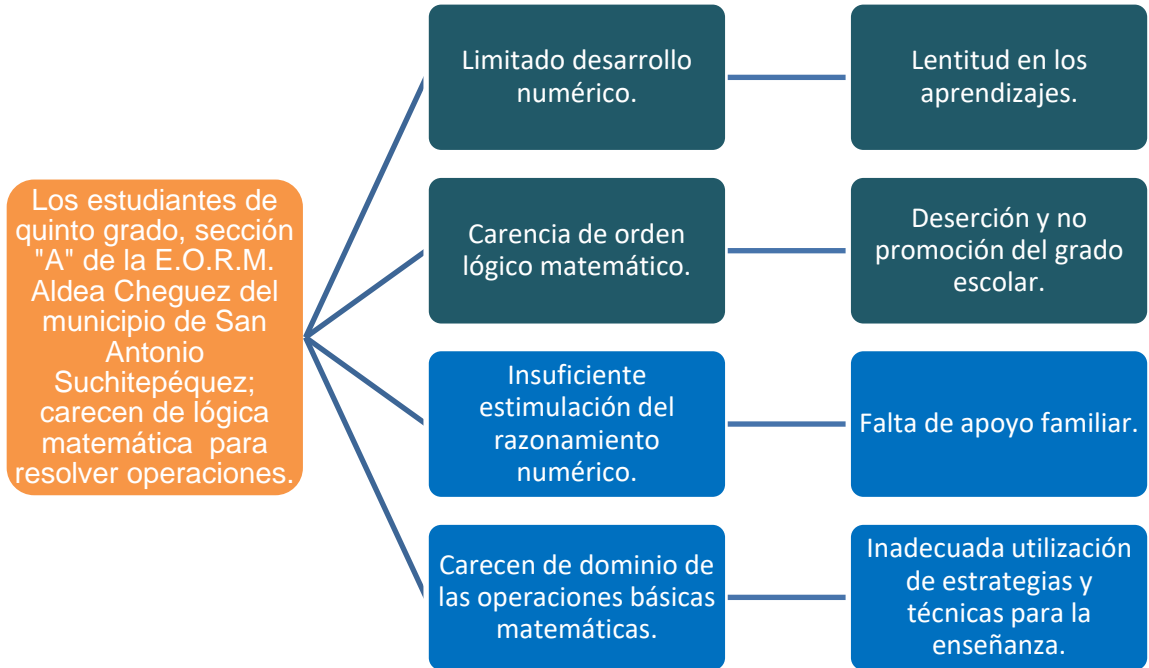 Los estudiantes de
quinto grado, sección
"A" de la E.O.R.M.
Aldea Cheguez del
municipio de San
Antonio
Suchitepéquez;
carecen de lógica
matemática para
resolver operaciones.
Limitado desarrollo
numérico.
Lentitud en los
aprendizajes.
Carencia de orden
lógico matemático.
Deserción y no
promoción del grado
escolar.
Insuficiente
estimulación del
razonamiento
numérico.
Falta de apoyo familiar.
Carecen de dominio de
las operaciones básicas
matemáticas.
Inadecuada utilización
de estrategias y
técnicas para la
enseñanza.